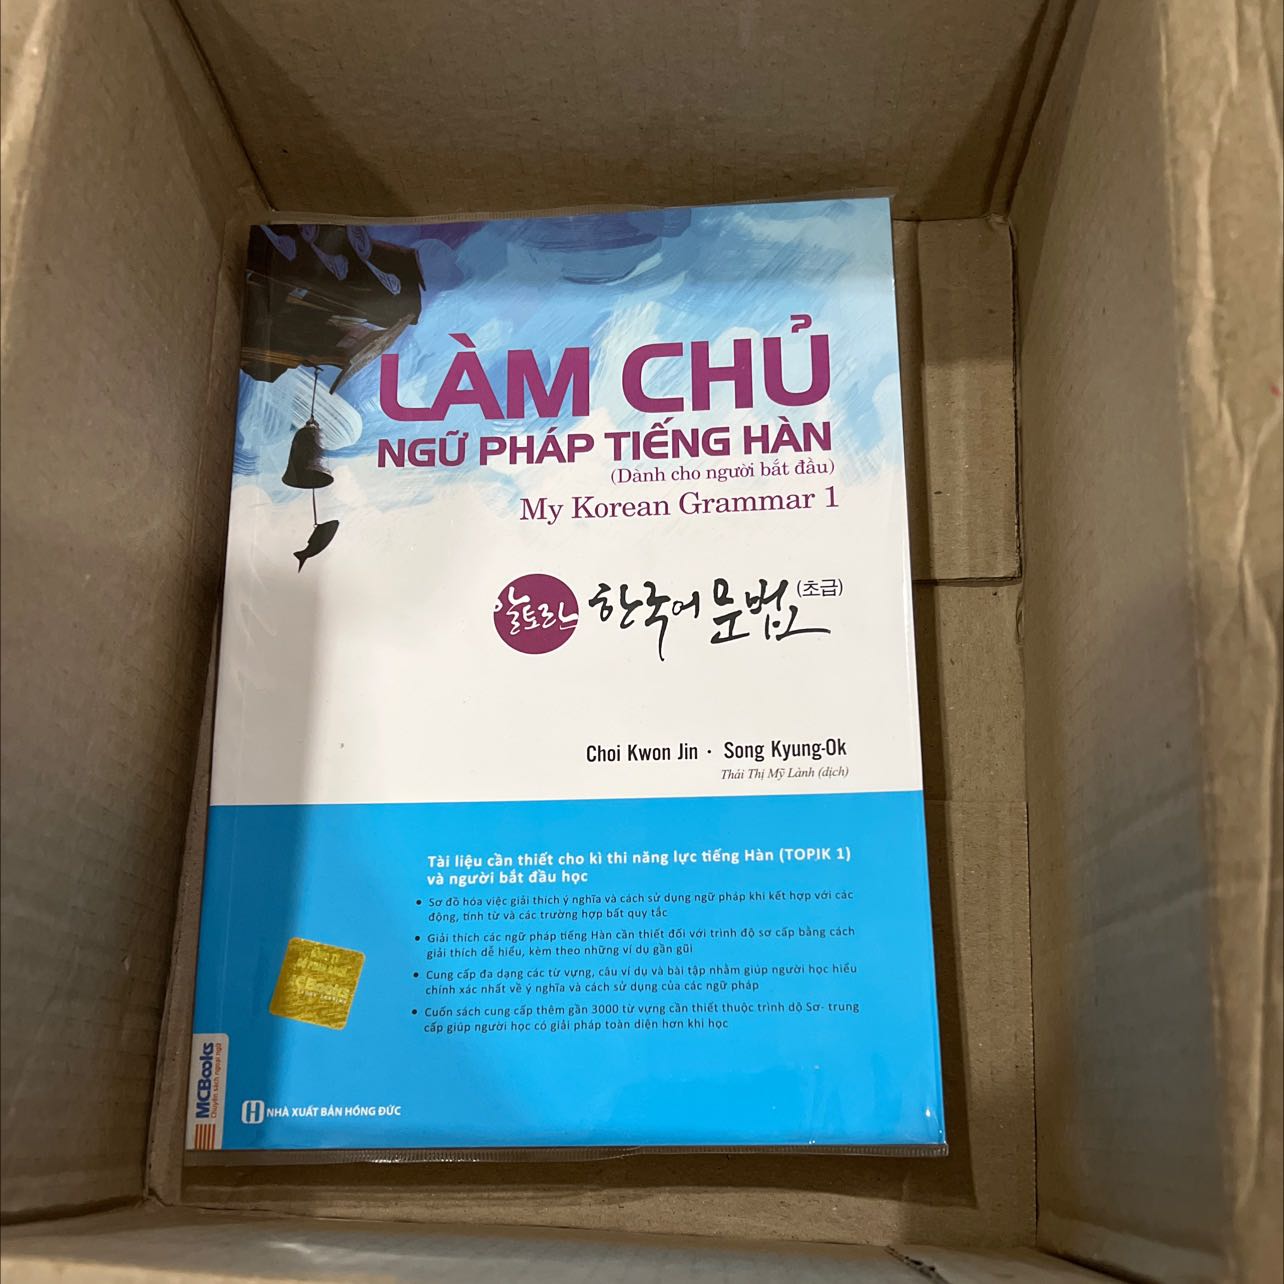 LÀM CHỦ
NGỮ PHÁP TIẾNG HÀN
(Dành cho người bắt đầu)
My Korean Grammar 1
알토란 한국어 문법 (초급)
Choi Kwon Jin · Song Kyung-Ok
Thái Thị Mỹ Lành (dịch)
Tài liệu cần thiết cho kì thi năng lực tiếng Hàn (TOPIK 1)
và người bắt đầu học
• Sơ đồ hóa việc giải thích ý nghĩa và cách sử dụng ngữ pháp khi kết hợp với các
động, tính từ và các trường hợp bất quy tắc
• Giải thích các ngữ pháp tiếng Hàn cần thiết đối với trình độ sơ cấp bằng cách
giải thích dễ hiểu, kèm theo những ví dụ gần gũi
• Cung cấp đa dạng các từ vựng, câu ví dụ và bài tập nhằm giúp người học hiểu
chính xác nhất về ý nghĩa và cách sử dụng của các ngữ pháp
• Cuốn sách cung cấp thêm gần 3000 từ vựng cần thiết thuộc trình dộ Sơ- trung
cấp giúp người học có giải pháp toàn diện hơn khi học
MCBooks
Chuyên sách ngoại ngữ
H NHÀ XUẤT BẢN HỒNG ĐỨC